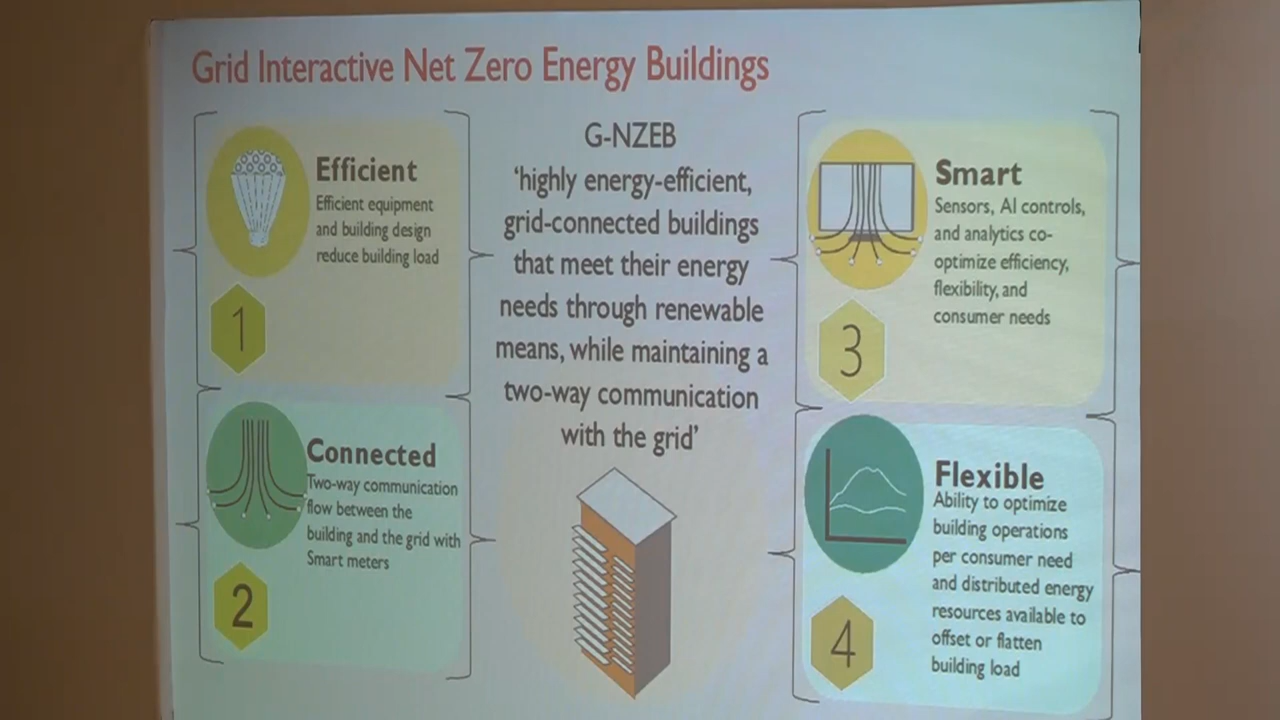 Grid Interactive Net Zero Energy Buildings
Efficient
Efficient equipment
and building design
reduce building load
1
Connected
Two-way communication
flow between the
building and the grid with
Smart meters
2
G-NZEB
‘highly energy-efficient,
grid-connected buildings
that meet their energy
needs through renewable
means, while maintaining a
two-way communication
with the grid’
Smart
Sensors, AI controls,
and analytics co-
optimize efficiency,
flexibility, and
consumer needs
3
Flexible
Ability to optimize
building operations
per consumer need
and distributed energy
resources available to
offset or flatten
building load
4